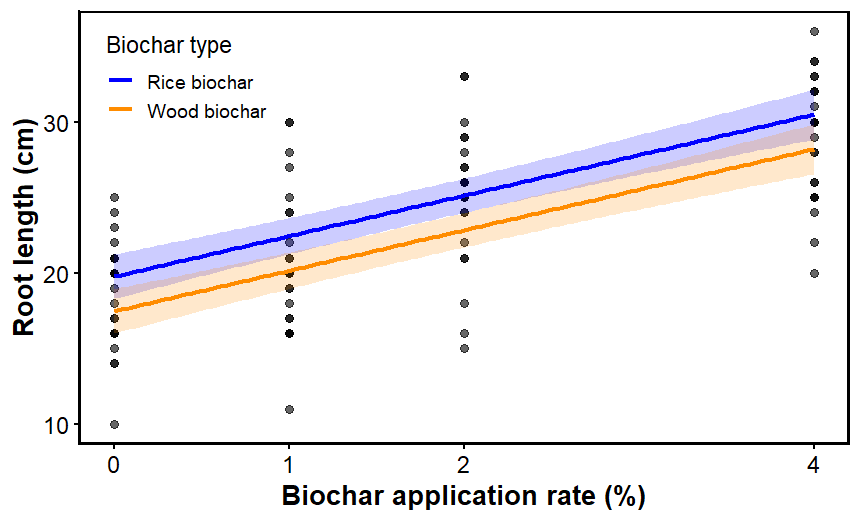 Biochar type
Rice biochar
Wood biochar
Root length (cm)
30
20
10
0 1 2 4
Biochar application rate (%)